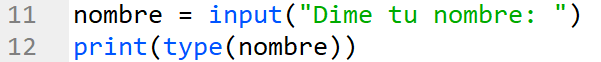 11 nombre = input("Dime tu nombre: ")
12 print(type(nombre))